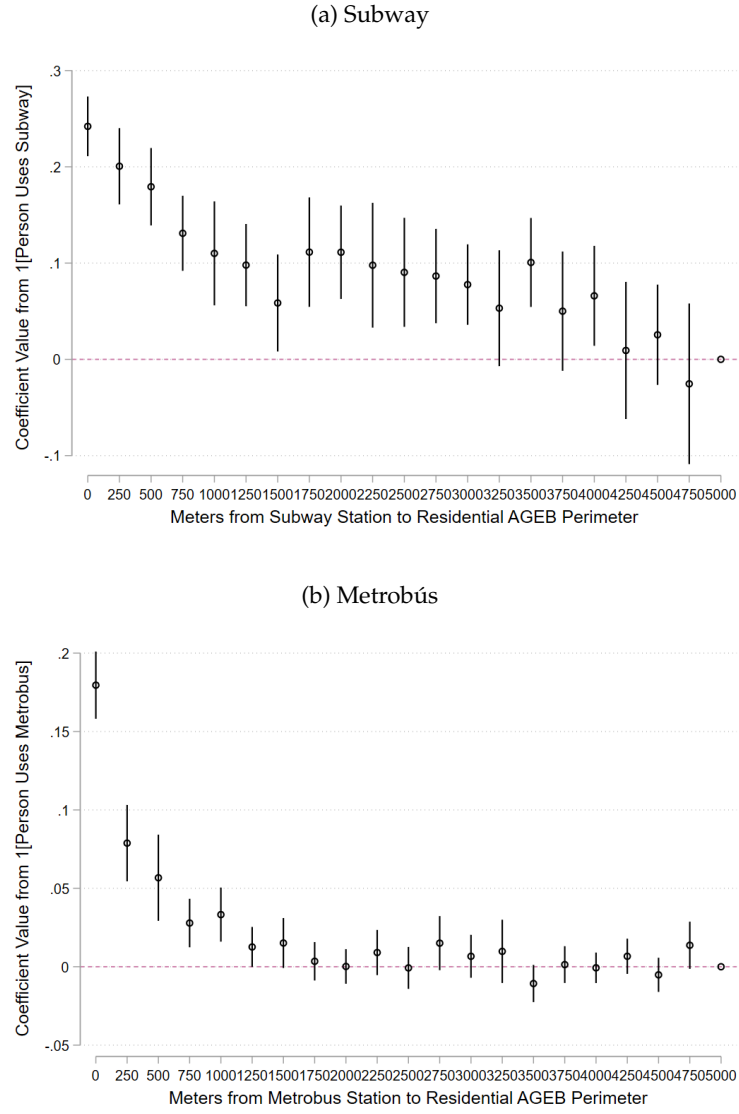 (a) Subway
Coefficient Value from 1[Person Uses Subway]
.3
.2
.1
0
-.1
0 250 500 750 1000 1250 1500 1750 2000 2250 2500 2750 3000 3250 3500 3750 4000 4250 4500 4750 5000
Meters from Subway Station to Residential AGEB Perimeter
(b) Metrobús
Coefficient Value from 1[Person Uses Metrobus]
.2
.15
.1
.05
0
-.05
0 250 500 750 1000 1250 1500 1750 2000 2250 2500 2750 3000 3250 3500 3750 4000 4250 4500 4750 5000
Meters from Metrobus Station to Residential AGEB Perimeter